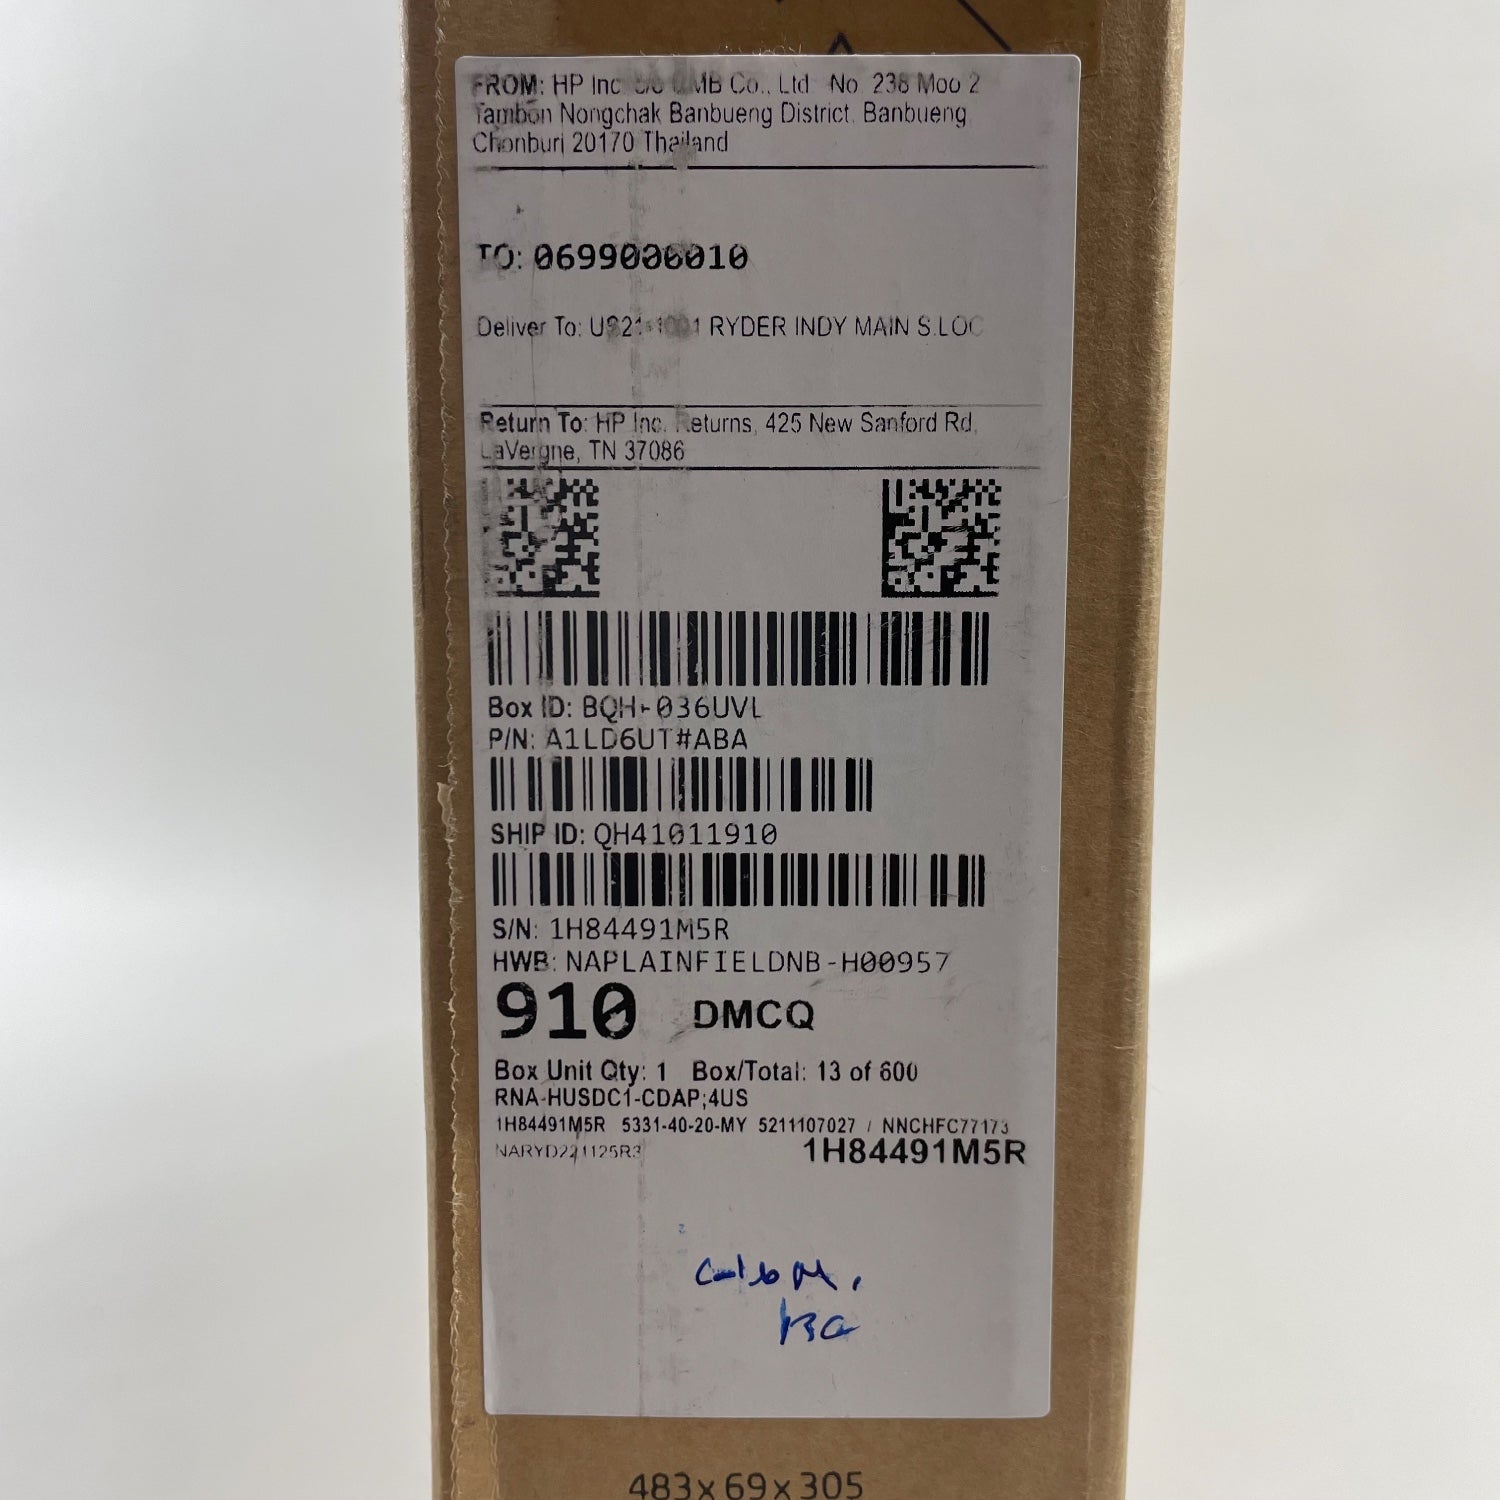 FROM: HP Inc c/o QMB Co., Ltd No. 238 Moo 2
Tambon Nongchak Banbueng District. Banbueng
Chonburi 20170 Thailand
TO: 0699000010
Deliver To: RYDER INDY MAIN S.LOC
Return To: HP Inc. Returns, 425 New Sanford Rd,
LaVergne, TN 37086
Box ID: BQH-036UVL
P/N: A1LD6UT#ABA
SHIP ID: QH41011910
S/N: 1H84491M5R
HWB: NAPLAINFIELDNB-H00957
910 DMCQ
Box Unit Qty: 1 Box/Total: 13 of 600
RNA-HUSDC1-CDAP;4US
1H84491M5R 5331-40-20-MY 5211107027 / NNCHFC77173
NARYD221125R3 1H84491M5R
483x69x305